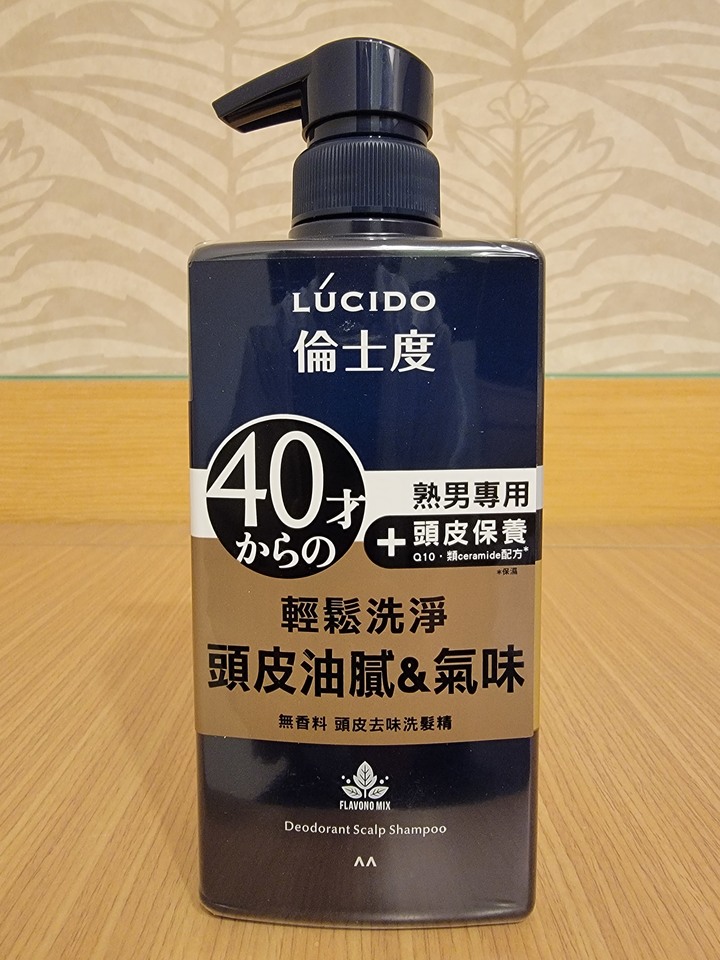 LÚCIDO
倫士度
40才
からの
熟男專用
+頭皮保養
Q10・類ceramide配方*
*保濕
輕鬆洗淨
頭皮油膩&氣味
無香料 頭皮去味洗髮精
FLAVONO MIX
Deodorant Scalp Shampoo